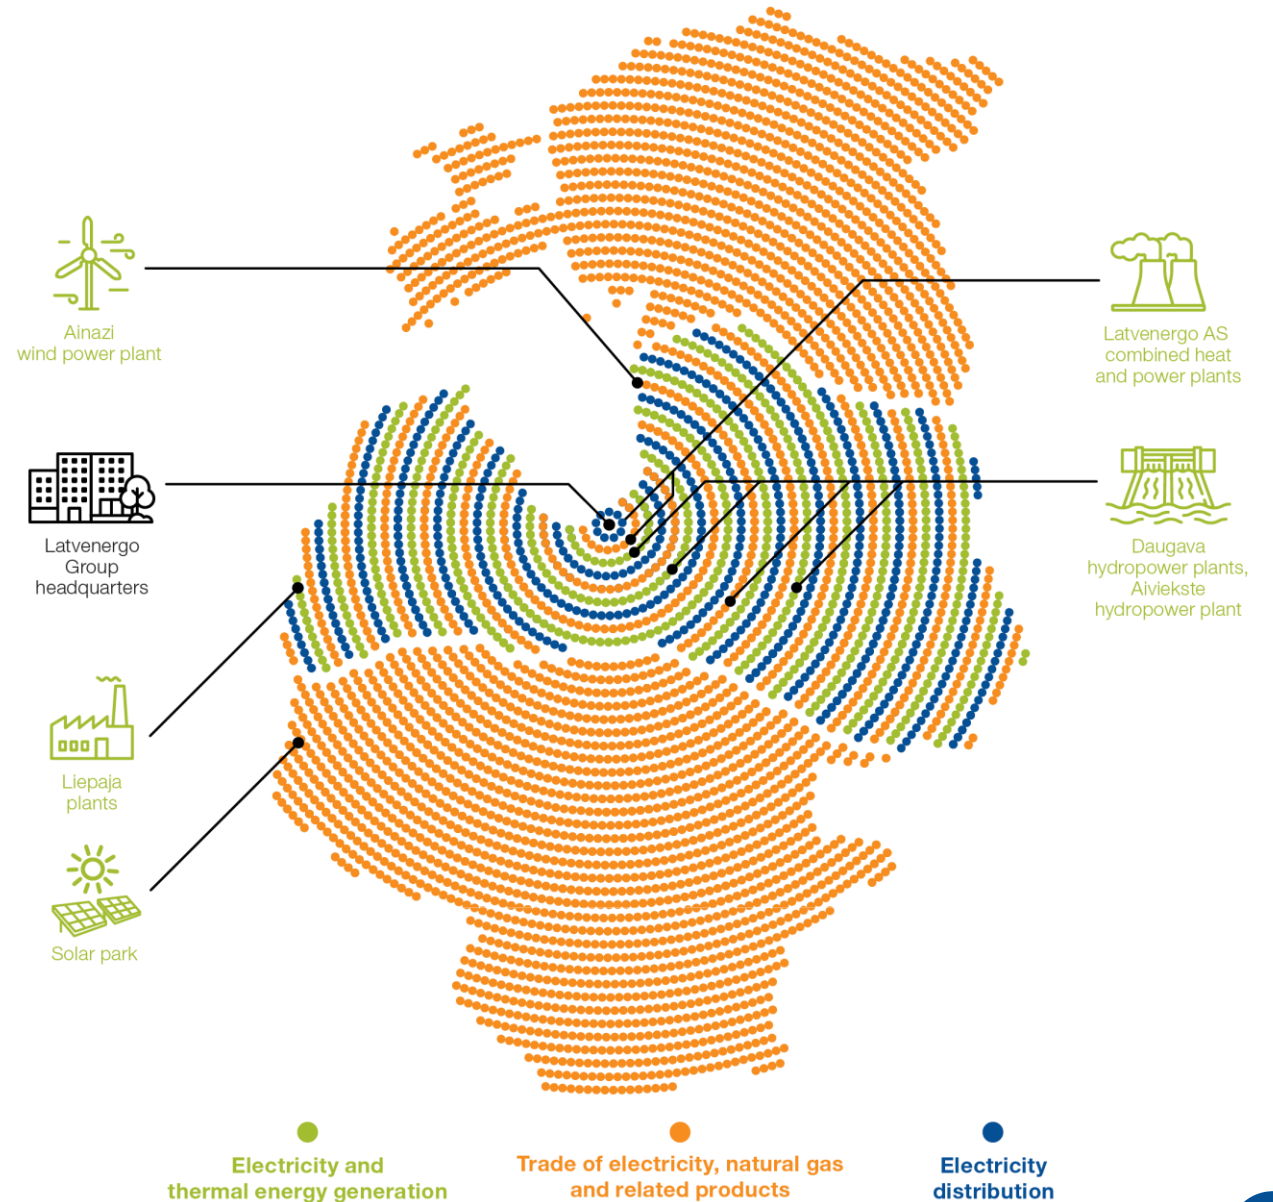 Ainazi
wind power plant
Latvenergo AS
combined heat
and power plants
Latvenergo
Group
headquarters
Daugava
hydropower plants,
Aiviekste
hydropower plant
Liepaja
plants
Solar park
Electricity and
thermal energy generation
Trade of electricity, natural gas
and related products
Electricity
distribution